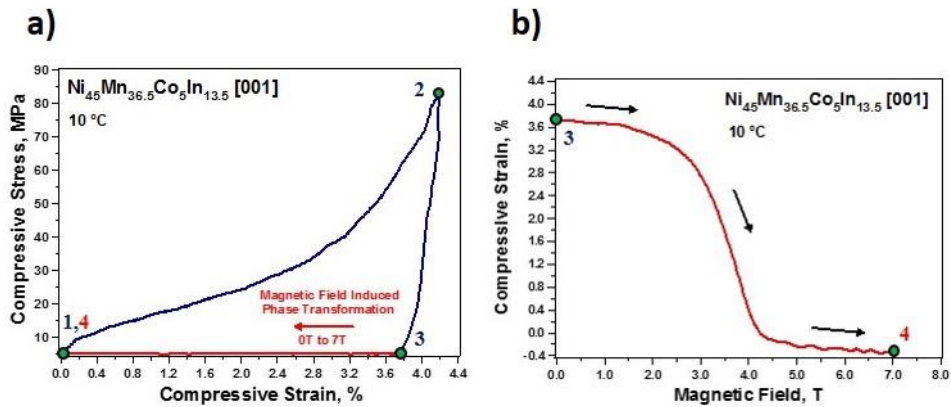 a)
Ni45Mn36.5Co5In13.5 [001]
10 ºC
Compressive Stress, MPa
90
80
70
60
50
40
30
20
10
2
1,4
3
Magnetic Field Induced
Phase Transformation
0T to 7T
0.0 0.4 0.8 1.2 1.6 2.0 2.4 2.8 3.2 3.6 4.0 4.4
Compressive Strain, %
b)
Ni45Mn36.5Co5In13.5 [001]
10 ºC
Compressive Strain, %
4.4
4.0
3.6
3.2
2.8
2.4
2.0
1.6
1.2
0.8
0.4
0.0
-0.4
3
4
0.0 1.0 2.0 3.0 4.0 5.0 6.0 7.0 8.0
Magnetic Field, T